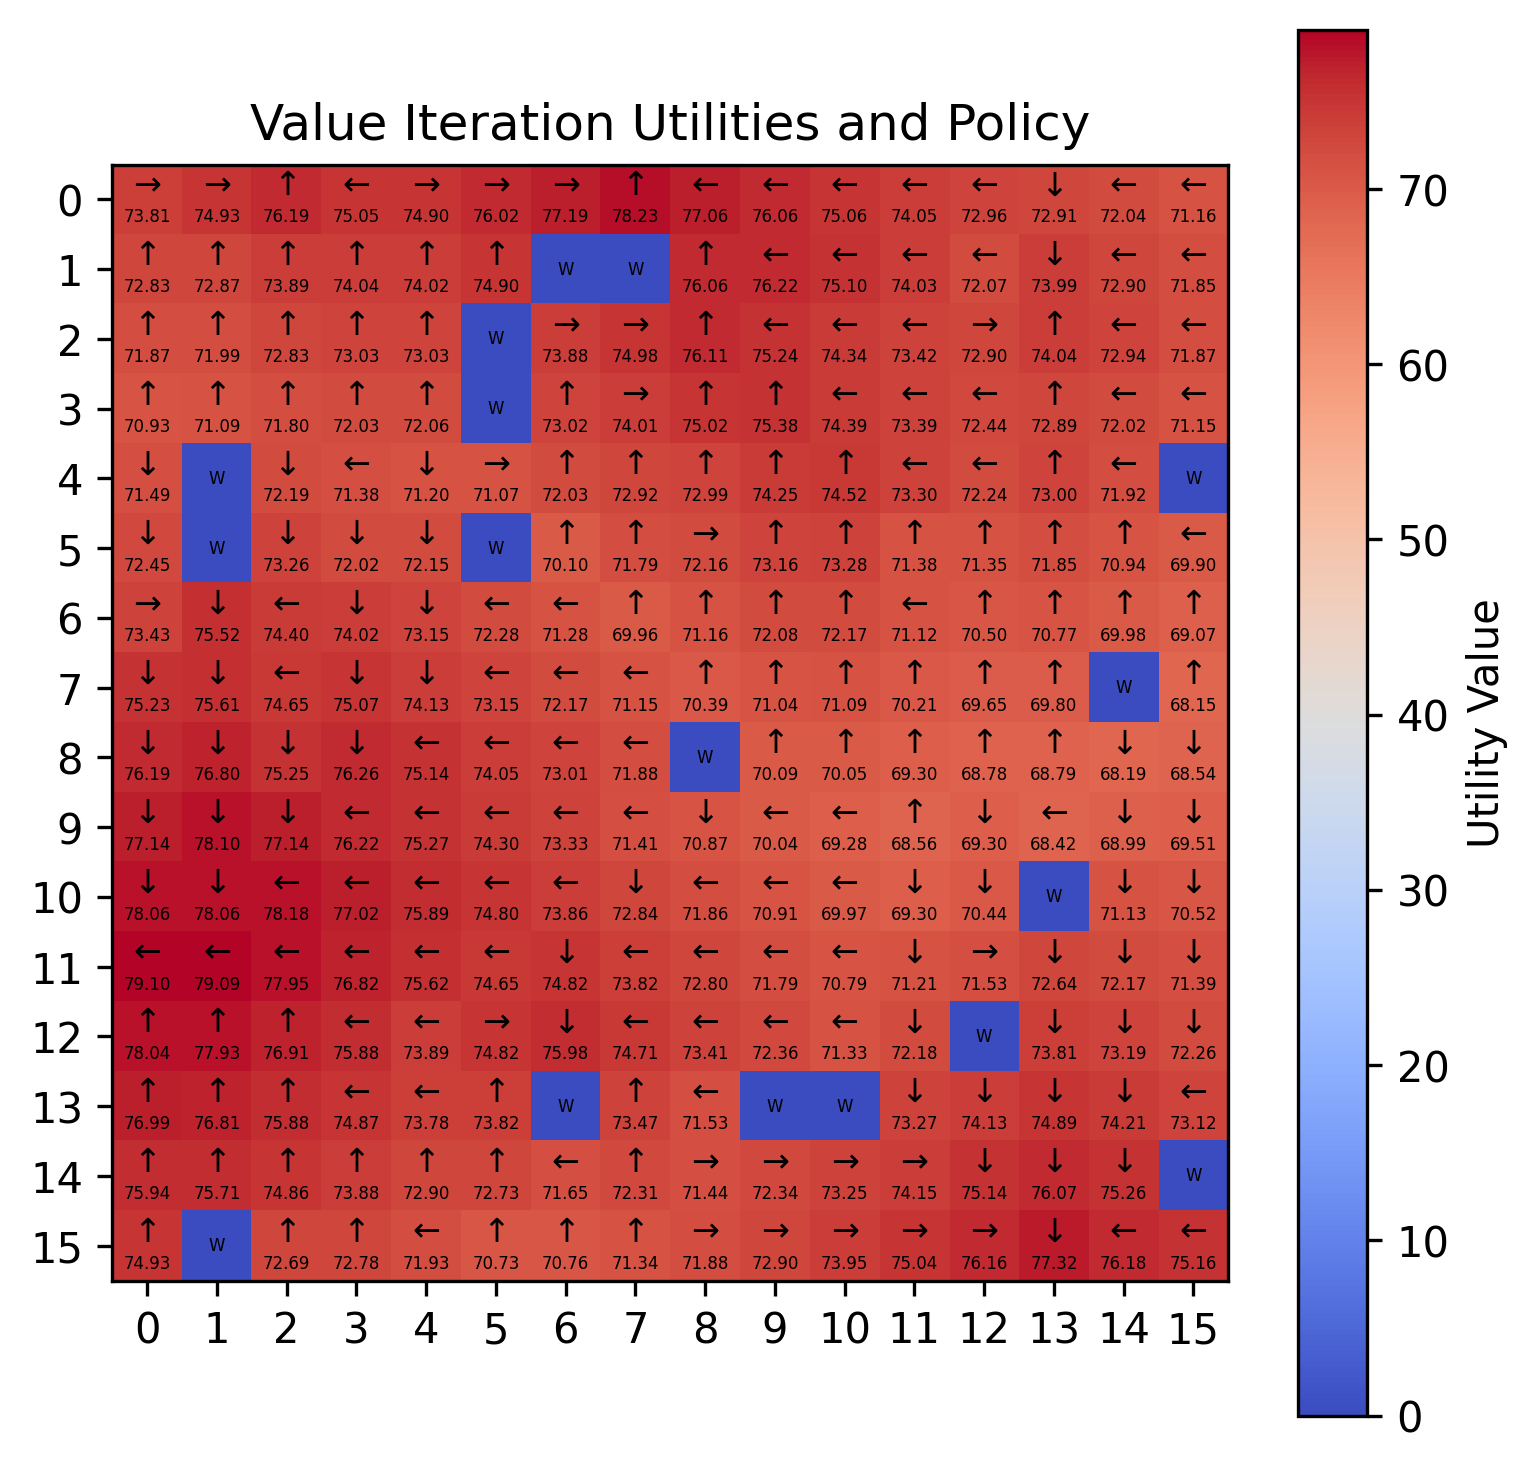 Value Iteration Utilities and Policy
0 → → ↑ ← → → → ↑ ← ← ← ← ← ↓ ← ←
73.81 74.93 76.19 75.05 74.90 76.02 77.19 78.23 77.06 76.06 75.06 74.05 72.96 72.91 72.04 71.16
1 ↑ ↑ ↑ ↑ ↑ ↑ W W ↑ ← ← ← ← ↓ ← ←
72.83 72.87 73.89 74.04 74.02 74.90 76.06 76.22 75.10 74.03 72.07 73.99 72.90 71.85
2 ↑ ↑ ↑ ↑ ↑ W → → ↑ ← ← ← → ↑ ← ←
71.87 71.99 72.83 73.03 73.03 73.88 74.98 76.11 75.24 74.34 73.42 72.90 74.04 72.94 71.87
3 ↑ ↑ ↑ ↑ ↑ W ↑ → ↑ ↑ ← ← ← ↑ ← ←
70.93 71.09 71.80 72.03 72.06 73.02 74.01 75.02 75.38 74.39 73.39 72.44 72.89 72.02 71.15
4 ↓ W ↓ ← ↓ → ↑ ↑ ↑ ↑ ↑ ← ← ↑ ← W
71.49 72.19 71.38 71.20 71.07 72.03 72.92 72.99 74.25 74.52 73.30 72.24 73.00 71.92
5 ↓ W ↓ ↓ ↓ W ↑ ↑ → ↑ ↑ ↑ ↑ ↑ ↑ ←
72.45 73.26 72.02 72.15 70.10 71.79 72.16 73.16 73.28 71.38 71.35 71.85 70.94 69.90
6 → ↓ ← ↓ ↓ ← ← ↑ ↑ ↑ ↑ ← ↑ ↑ ↑ ↑
73.43 75.52 74.40 74.02 73.15 72.28 71.28 69.96 71.16 72.08 72.17 71.12 70.50 70.77 69.98 69.07
7 ↓ ↓ ← ↓ ↓ ← ← ← ↑ ↑ ↑ ↑ ↑ ↑ W ↑
75.23 75.61 74.65 75.07 74.13 73.15 72.17 71.15 70.39 71.04 71.09 70.21 69.65 69.80 68.15
8 ↓ ↓ ↓ ↓ ← ← ← ← W ↑ ↑ ↑ ↑ ↑ ↓ ↓
76.19 76.80 75.25 76.26 75.14 74.05 73.01 71.88 70.09 70.05 69.30 68.78 68.79 68.19 68.54
9 ↓ ↓ ↓ ← ← ← ← ← ↓ ← ← ↑ ↓ ← ↓ ↓
77.14 78.10 77.14 76.22 75.27 74.30 73.33 71.41 70.87 70.04 69.28 68.56 69.30 68.42 68.99 69.51
10 ↓ ↓ ← ← ← ← ← ↓ ← ← ← ↓ ↓ W ↓ ↓
78.06 78.06 78.18 77.02 75.89 74.80 73.86 72.84 71.86 70.91 69.97 69.30 70.44 71.13 70.52
11 ← ← ← ← ← ← ↓ ← ← ← ← ↓ → ↓ ↓ ↓
79.10 79.09 77.95 76.82 75.62 74.65 74.82 73.82 72.80 71.79 70.79 71.21 71.53 72.64 72.17 71.39
12 ↑ ↑ ↑ ← ← → ↓ ← ← ← ← ↓ W ↓ ↓ ↓
78.04 77.93 76.91 75.88 73.89 74.82 75.98 74.71 73.41 72.36 71.33 72.18 73.81 73.19 72.26
13 ↑ ↑ ↑ ← ← ↑ W ↑ ← W W ↓ ↓ ↓ ↓ ←
76.99 76.81 75.88 74.87 73.78 73.82 73.47 71.53 73.27 74.13 74.89 74.21 73.12
14 ↑ ↑ ↑ ↑ ↑ ↑ ← ↑ → → → → ↓ ↓ ↓ W
75.94 75.71 74.86 73.88 72.90 72.73 71.65 72.31 71.44 72.34 73.25 74.15 75.14 76.07 75.26
15 ↑ W ↑ ↑ ← ↑ ↑ ↑ → → → → → ↓ ← ←
74.93 72.69 72.78 71.93 70.73 70.76 71.34 71.88 72.90 73.95 75.04 76.16 77.32 76.18 75.16
0 1 2 3 4 5 6 7 8 9 10 11 12 13 14 15
70
60
50
40
30
20
10
0
Utility Value